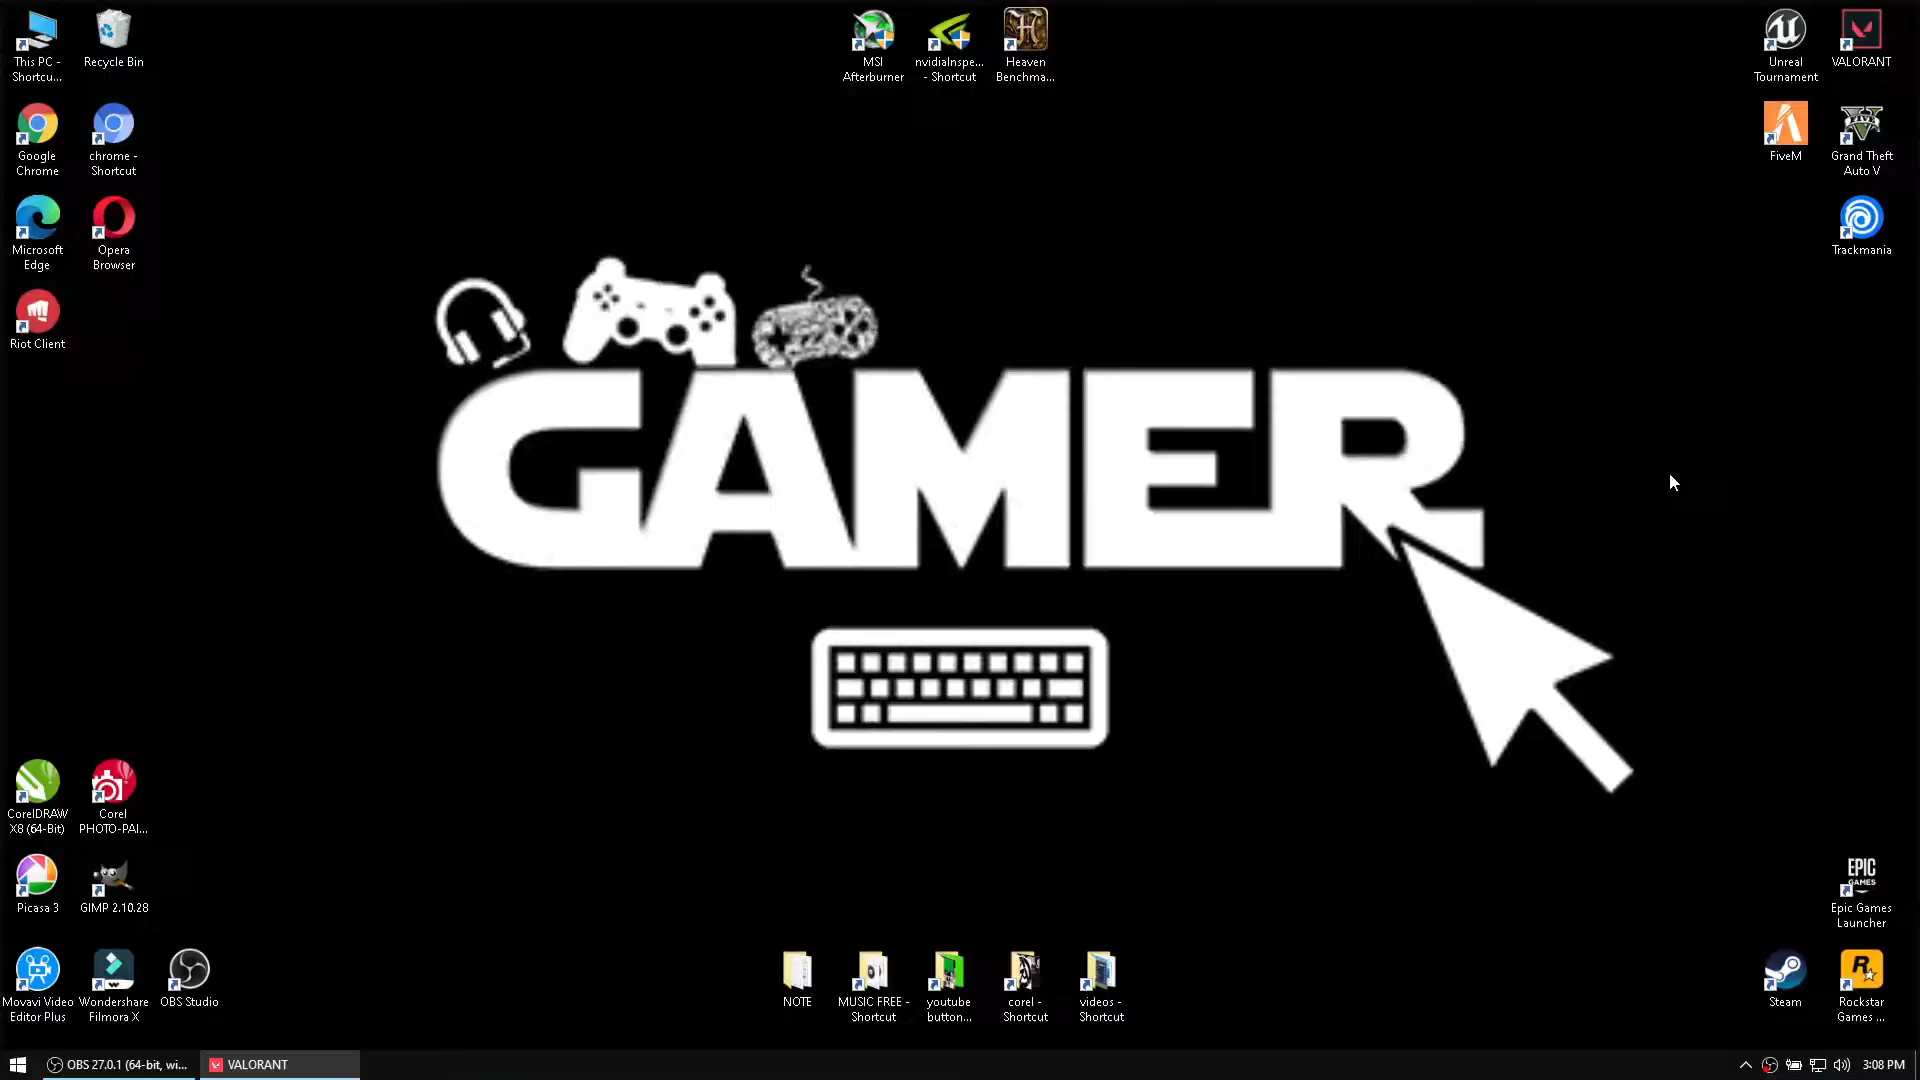 This PC -
Shortcu...
Recycle Bin
MSI
Afterburner
nvidiaInspe...
- Shortcut
Heaven
Benchma...
Unreal
Tournament
VALORANT
Google
Chrome
chrome -
Shortcut
FiveM
Grand Theft
Auto V
Microsoft
Edge
Opera
Browser
Trackmania
Riot Client
GAMER
CorelDRAW
X8 (64-Bit)
Corel
PHOTO-PAI...
Picasa 3
GIMP 2.10.28
EPIC
GAMES
Epic Games
Launcher
Movavi Video
Editor Plus
Wondershare
Filmora X
OBS Studio
NOTE
MUSIC FREE -
Shortcut
youtube
button...
corel -
Shortcut
videos -
Shortcut
Steam
Rockstar
Games ...
OBS 27.0.1 (64-bit, wi...
VALORANT
3:08 PM